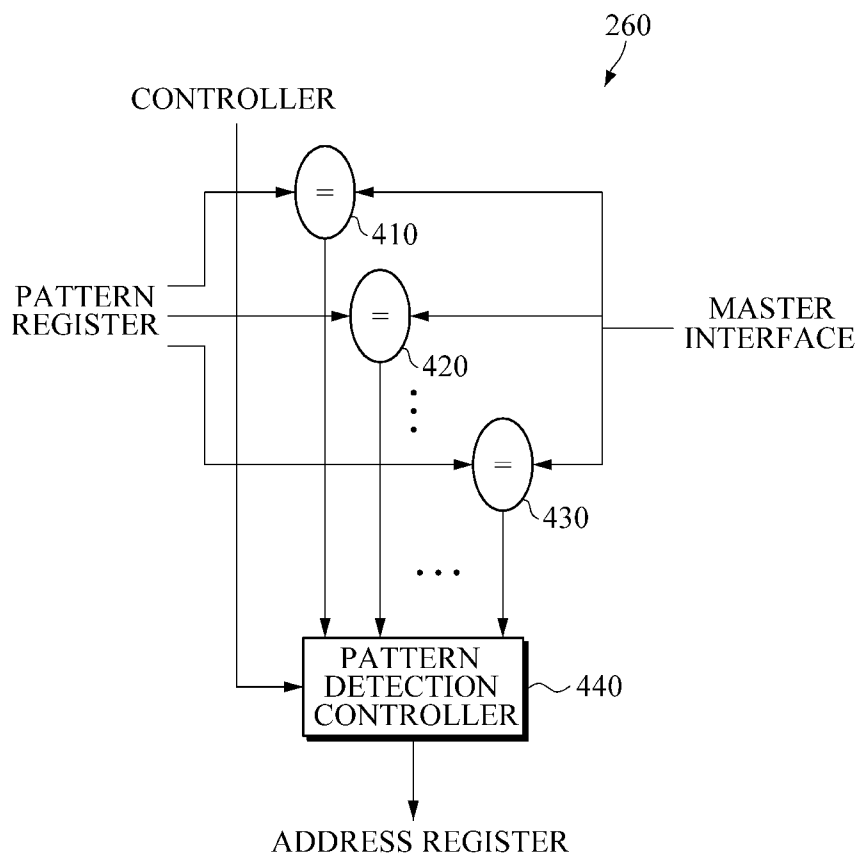 260
CONTROLLER
=
410
PATTERN
REGISTER
=
420
MASTER
INTERFACE
=
430
PATTERN
DETECTION
CONTROLLER
440
ADDRESS REGISTER